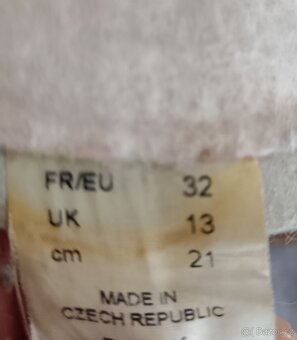 FR/EU 32
UK 13
cm 21
MADE IN
CZECH REPUBLIC